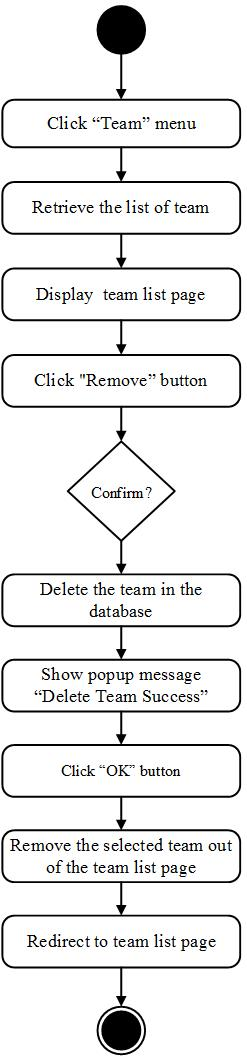 Click “Team” menu
Retrieve the list of team
Display team list page
Click "Remove” button
Confirm?
Delete the team in the
database
Show popup message
“Delete Team Success”
Click “OK” button
Remove the selected team out
of the team list page
Redirect to team list page